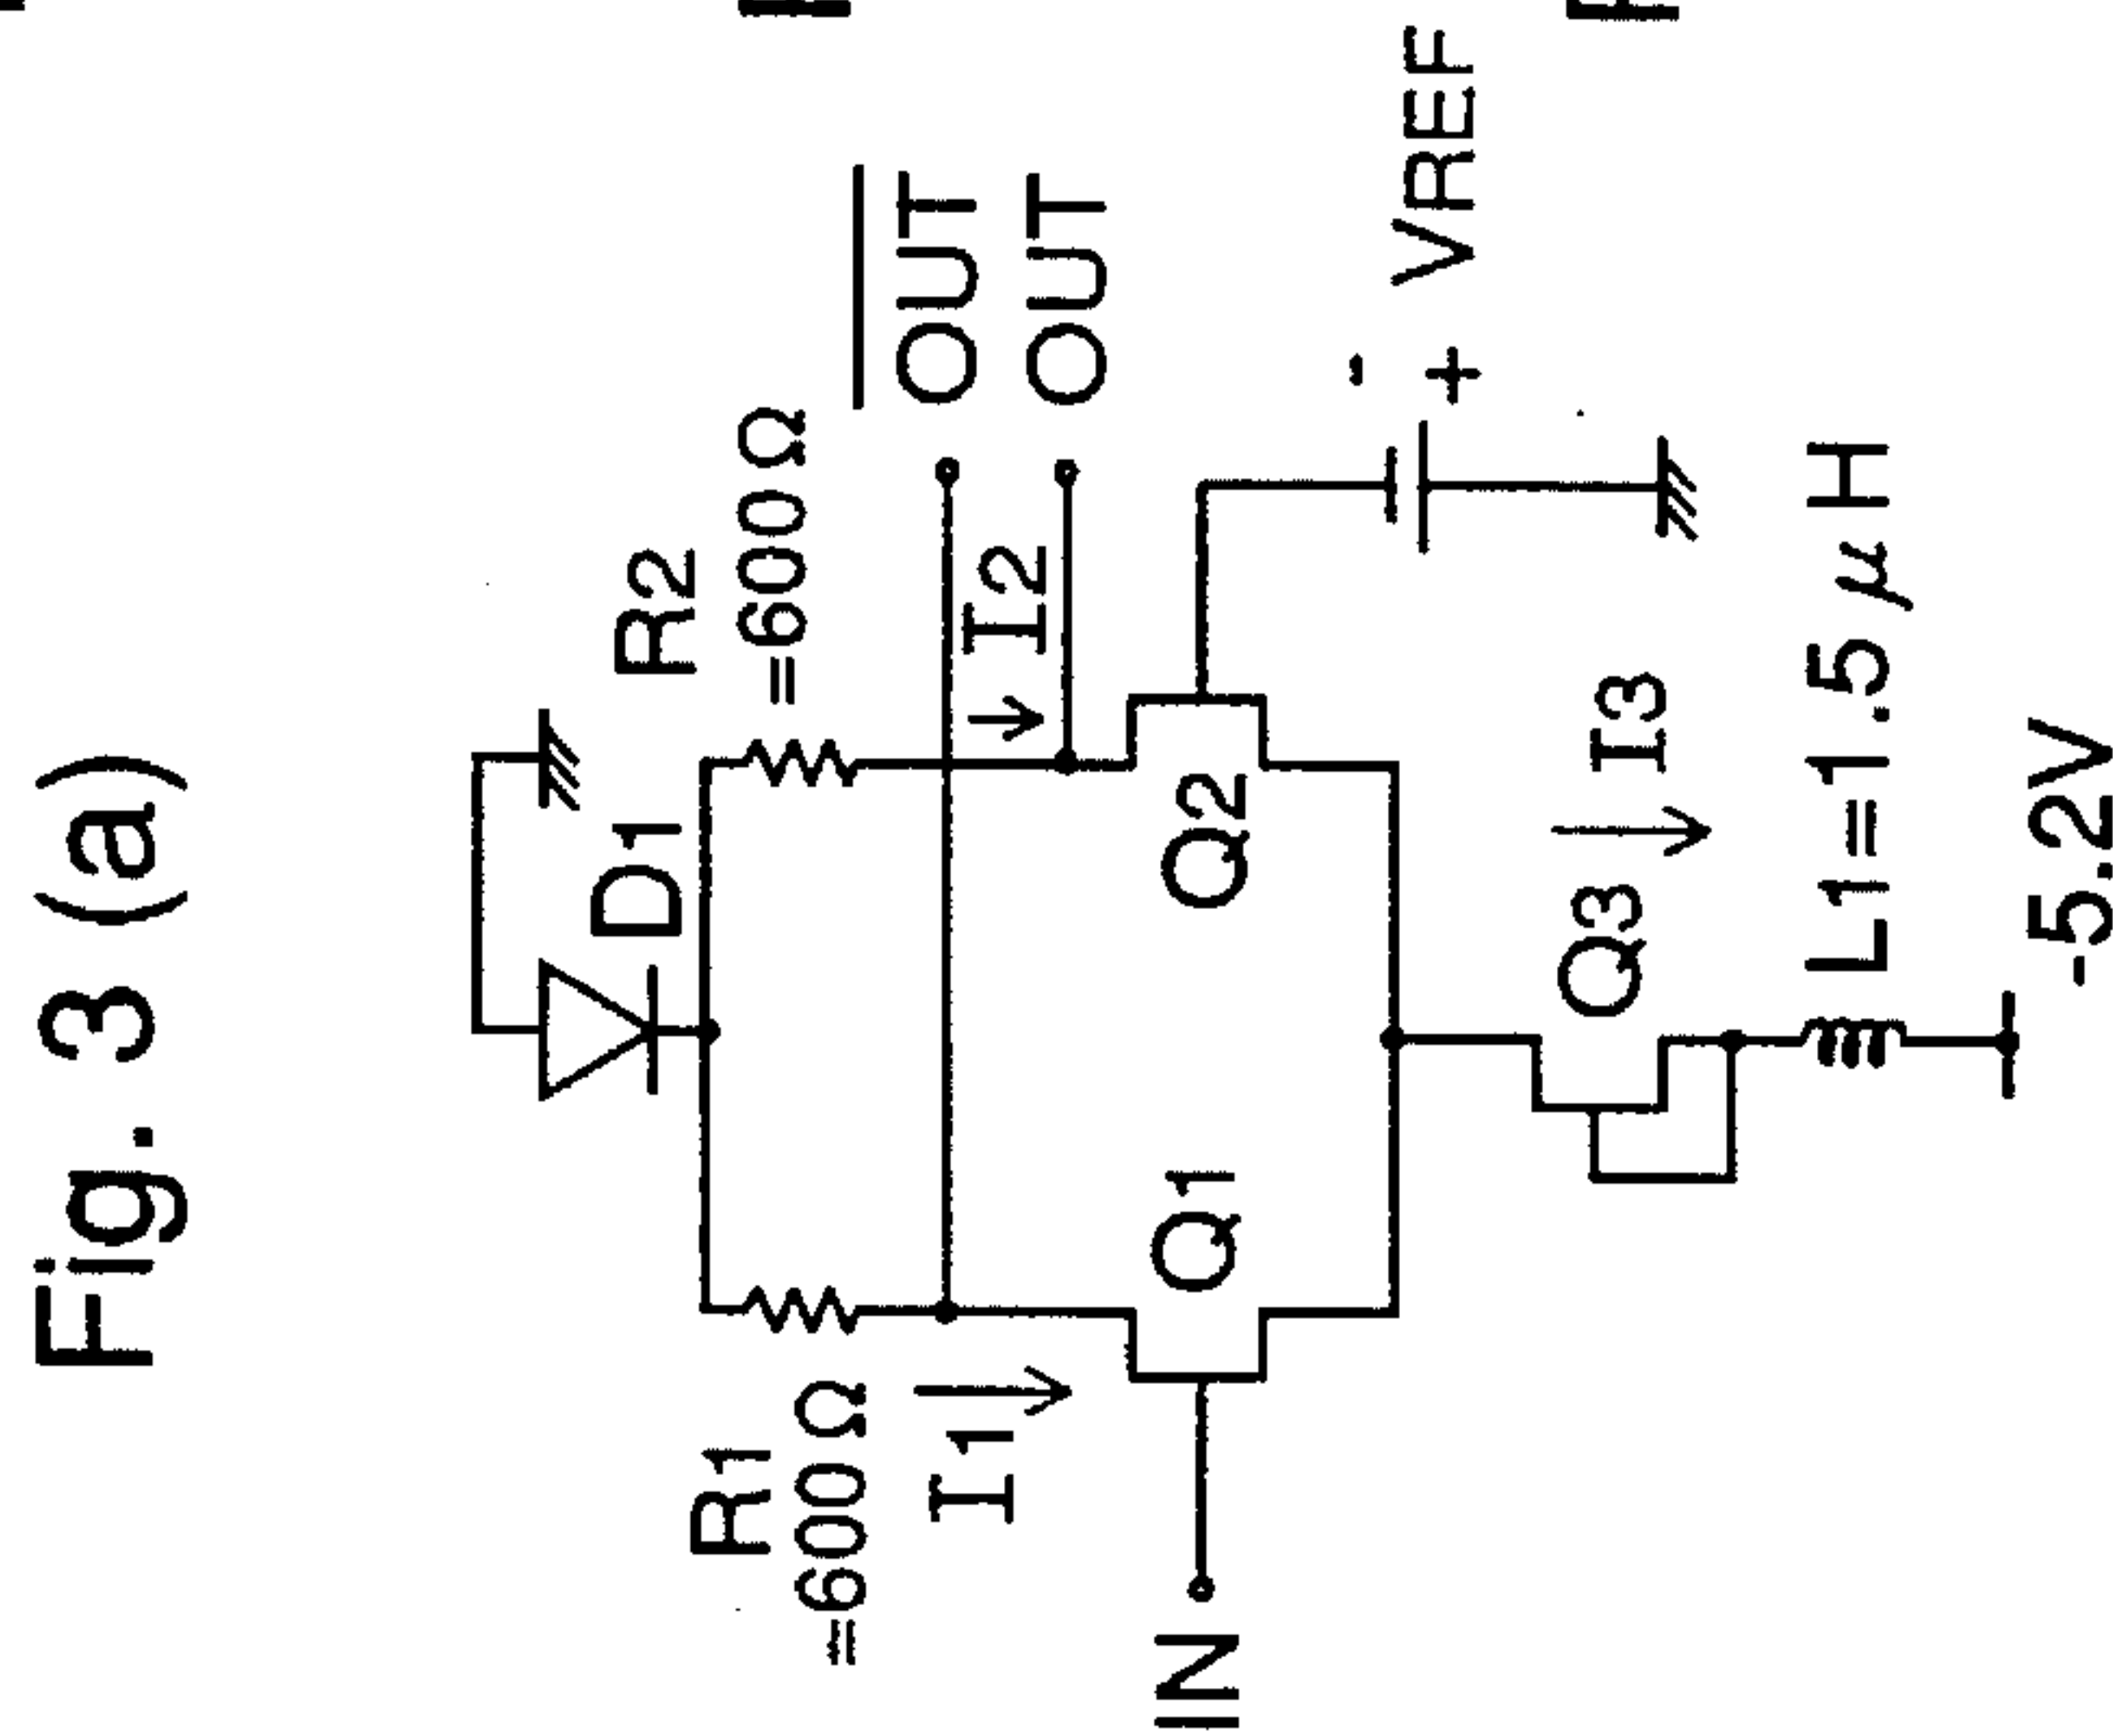 Fig. 3 (a)
D1
R2
=600Ω
R1
=600Ω
O̅U̅T̅
I1
I2
OUT
IN
Q1
Q2
-
+
VREF
Q3
I3
L1=1.5μH
-5.2V